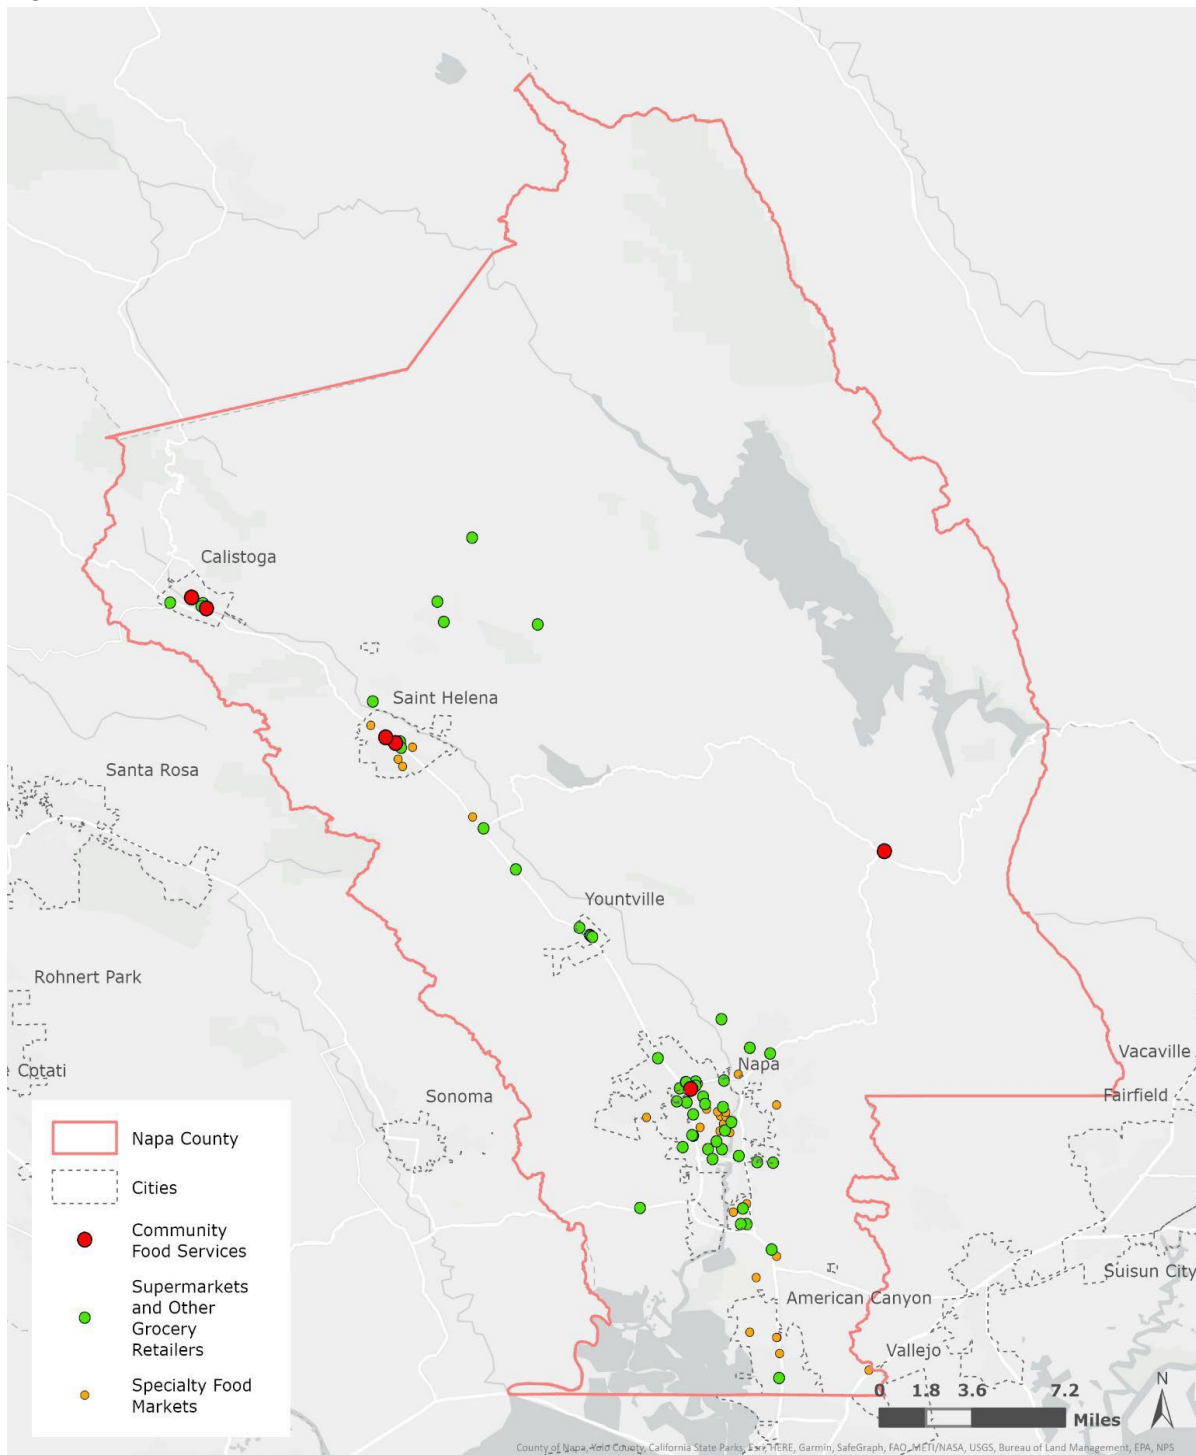 Calistoga
Saint Helena
Santa Rosa
Yountville
Rohnert Park
Vacaville
Napa
e Cotati
Fairfield
Sonoma
Napa County
Cities
Community
Food Services
Supermarkets
and Other
Grocery
Retailers
Specialty Food
Markets
Suisun City
American Canyon
Vallejo
0 1.8 3.6 7.2
Miles
N
County of Napa, Yolo County, California State Parks, Esri, HERE, Garmin, SafeGraph, FAO, METI/NASA, USGS, Bureau of Land Management, EPA, NPS